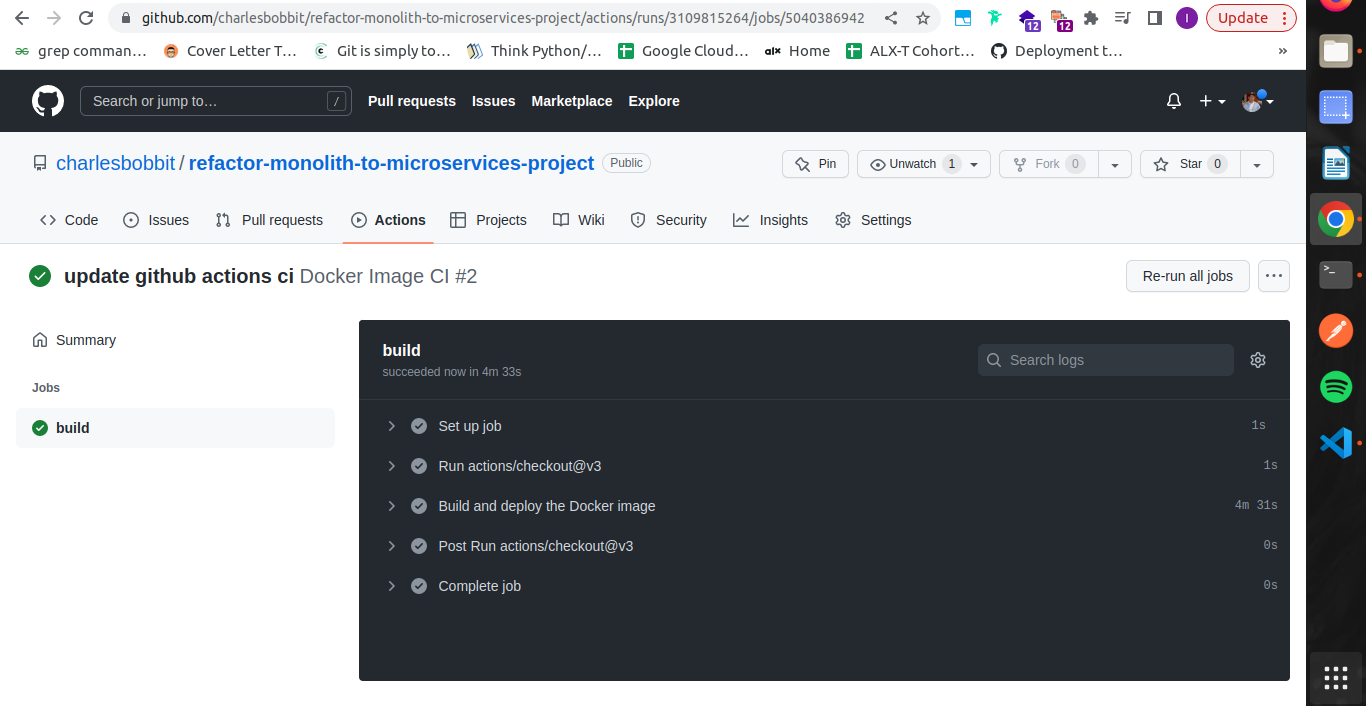 github.com/charlesbobbit/refactor-monolith-to-microservices-project/actions/runs/3109815264/jobs/5040386942
12
12
I
Update
grep comman…
Cover Letter T…
Git is simply to…
Think Python/…
Google Cloud…
alx Home
ALX-T Cohort…
Deployment t…
»
Search or jump to…
/
Pull requests
Issues
Marketplace
Explore
charlesbobbit / refactor-monolith-to-microservices-project
Public
Pin
Unwatch 1
Fork 0
Star 0
Code
Issues
Pull requests
Actions
Projects
Wiki
Security
Insights
Settings
update github actions ci Docker Image CI #2
Re-run all jobs
Summary
Jobs
build
build
succeeded now in 4m 33s
Search logs
Set up job 1s
Run actions/checkout@v3 1s
Build and deploy the Docker image 4m 31s
Post Run actions/checkout@v3 0s
Complete job 0s